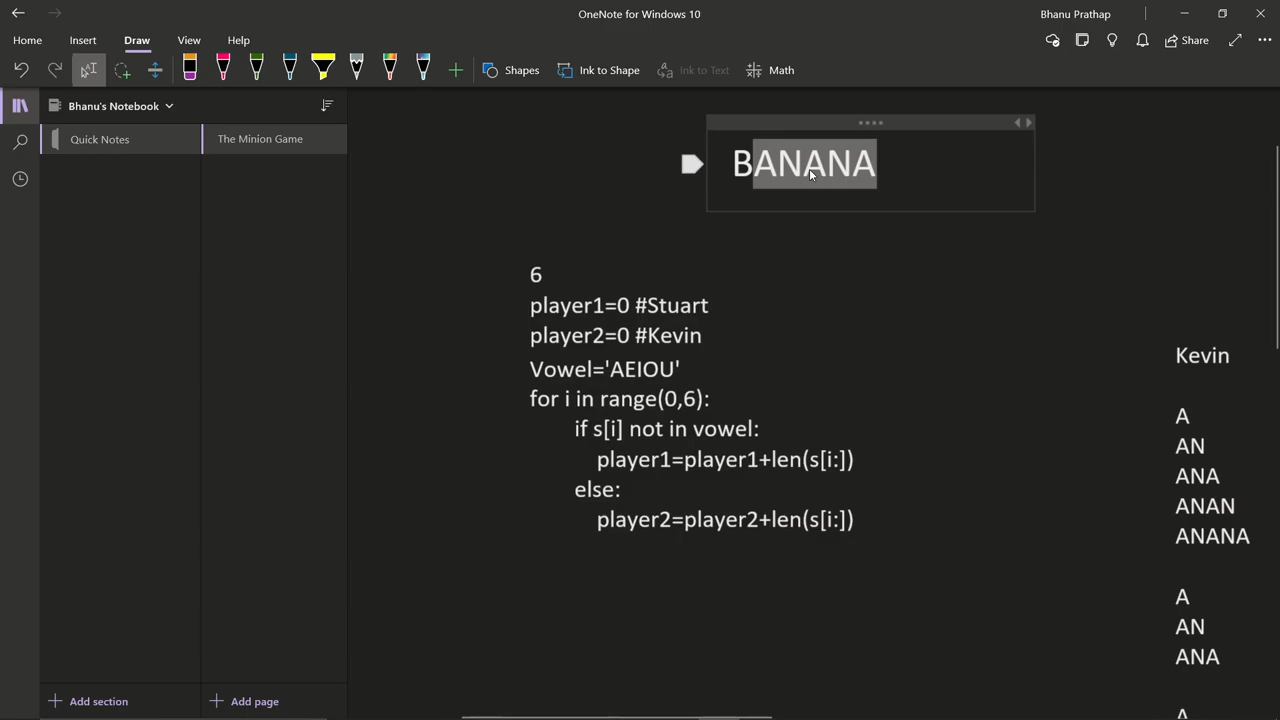 OneNote for Windows 10
Bhanu Prathap
Home Insert Draw View Help
Share
Shapes
Ink to Shape
Ink to Text
Math
Bhanu's Notebook
Quick Notes
The Minion Game
BANANA
6
player1=0 #Stuart
player2=0 #Kevin
Vowel='AEIOU'
for i in range(0,6):
if s[i] not in vowel:
player1=player1+len(s[i:])
else:
player2=player2+len(s[i:])
Kevin
A
AN
ANA
ANAN
ANANA
A
AN
ANA
A
Add section
Add page